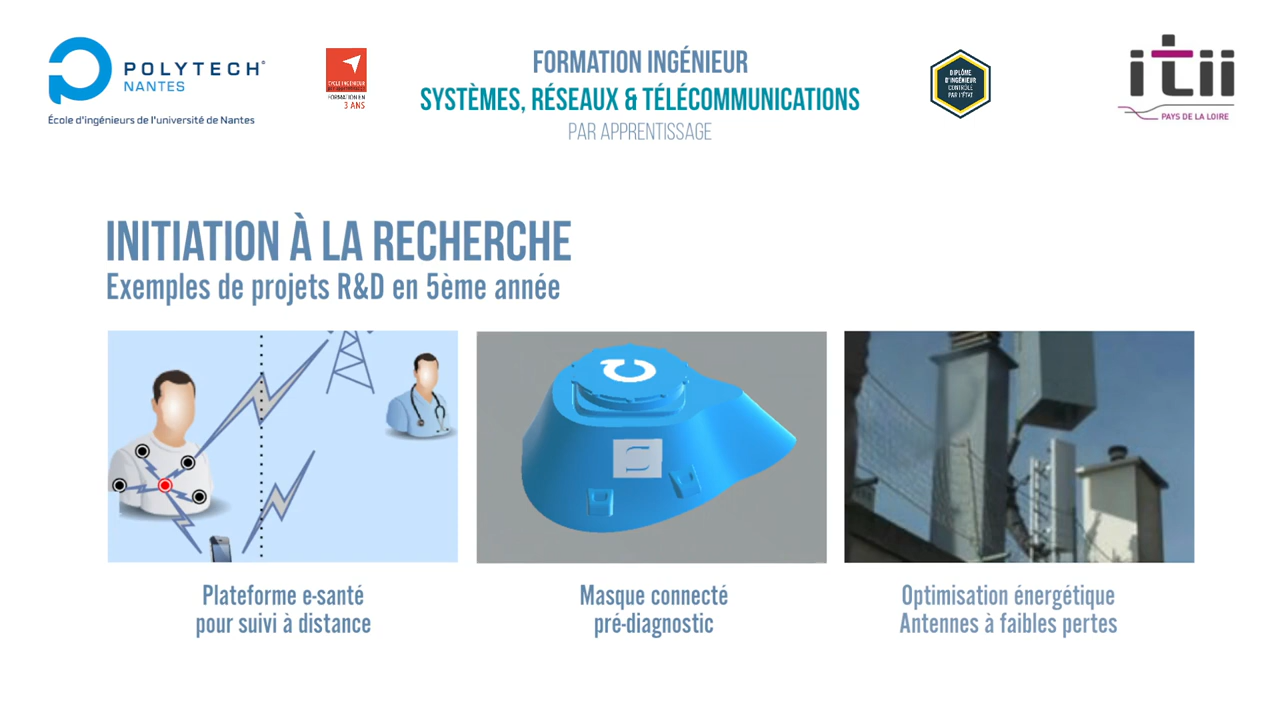 POLYTECH
NANTES
École d'ingénieurs de l'université de Nantes
CYCLE INGÉNIEUR
FORMATION EN
3 ANS
FORMATION INGÉNIEUR
SYSTÈMES, RÉSEAUX & TÉLÉCOMMUNICATIONS
PAR APPRENTISSAGE
DIPLÔME
D'INGÉNIEUR
CONTRÔLÉ
PAR L'ÉTAT
itii
PAYS DE LA LOIRE
INITIATION À LA RECHERCHE
Exemples de projets R&D en 5ème année
Plateforme e-santé
pour suivi à distance
Masque connecté
pré-diagnostic
Optimisation énergétique
Antennes à faibles pertes